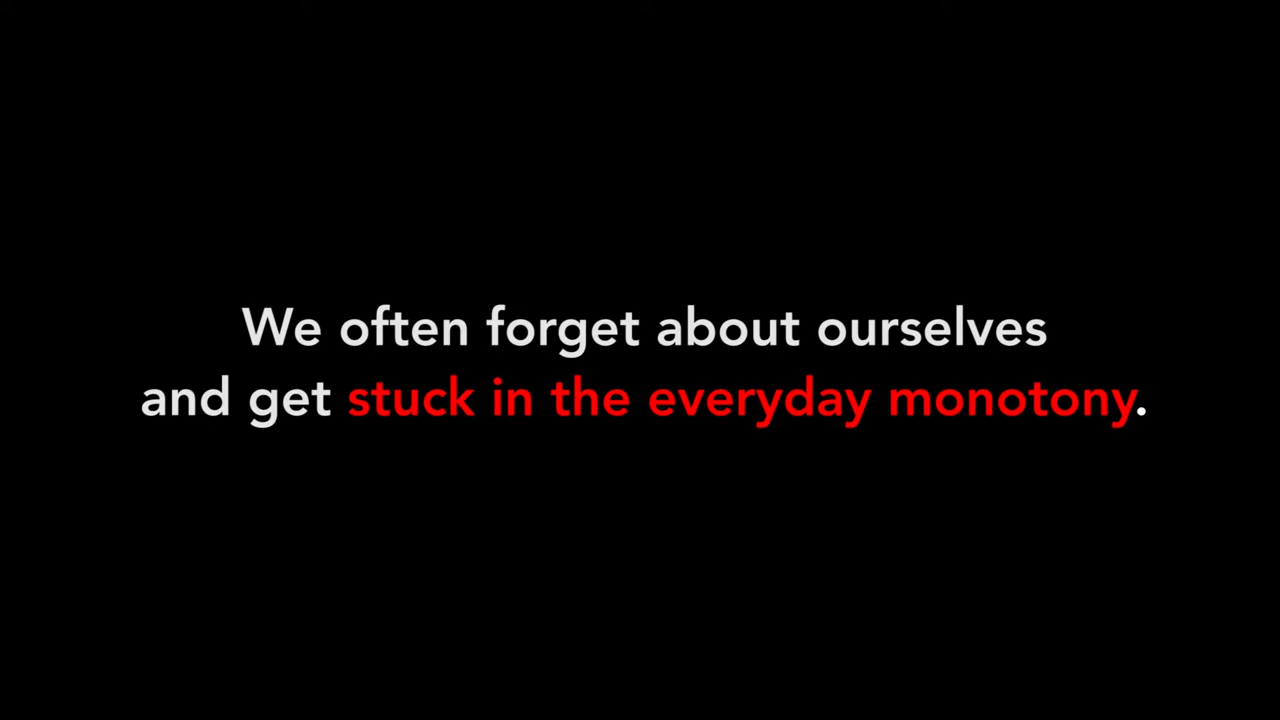 We often forget about ourselves
and get stuck in the everyday monotony.